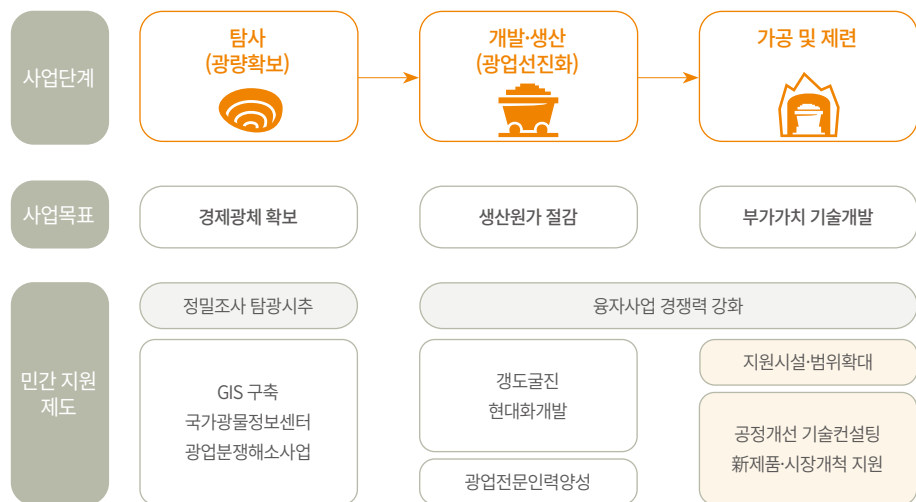 사업단계
탐사
(광량확보)
개발·생산
(광업선진화)
가공 및 제련
사업목표
경제광체 확보
생산원가 절감
부가가치 기술개발
민간 지원
제도
정밀조사 탐광시추
융자사업 경쟁력 강화
GIS 구축
국가광물정보센터
광업분쟁해소사업
갱도굴진
현대화개발
광업전문인력양성
지원시설·범위확대
공정개선 기술컨설팅
新제품·시장개척 지원